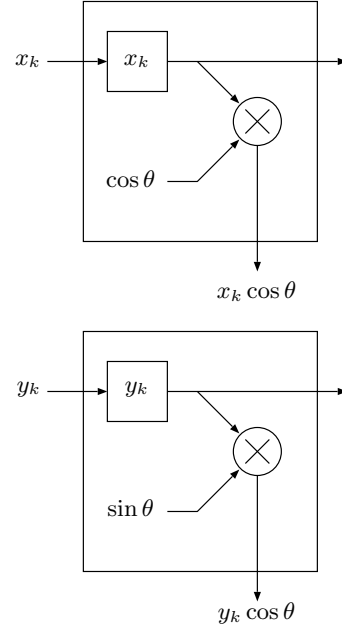 x_k x_k
cos θ
x_k cos θ
y_k y_k
sin θ
y_k cos θ